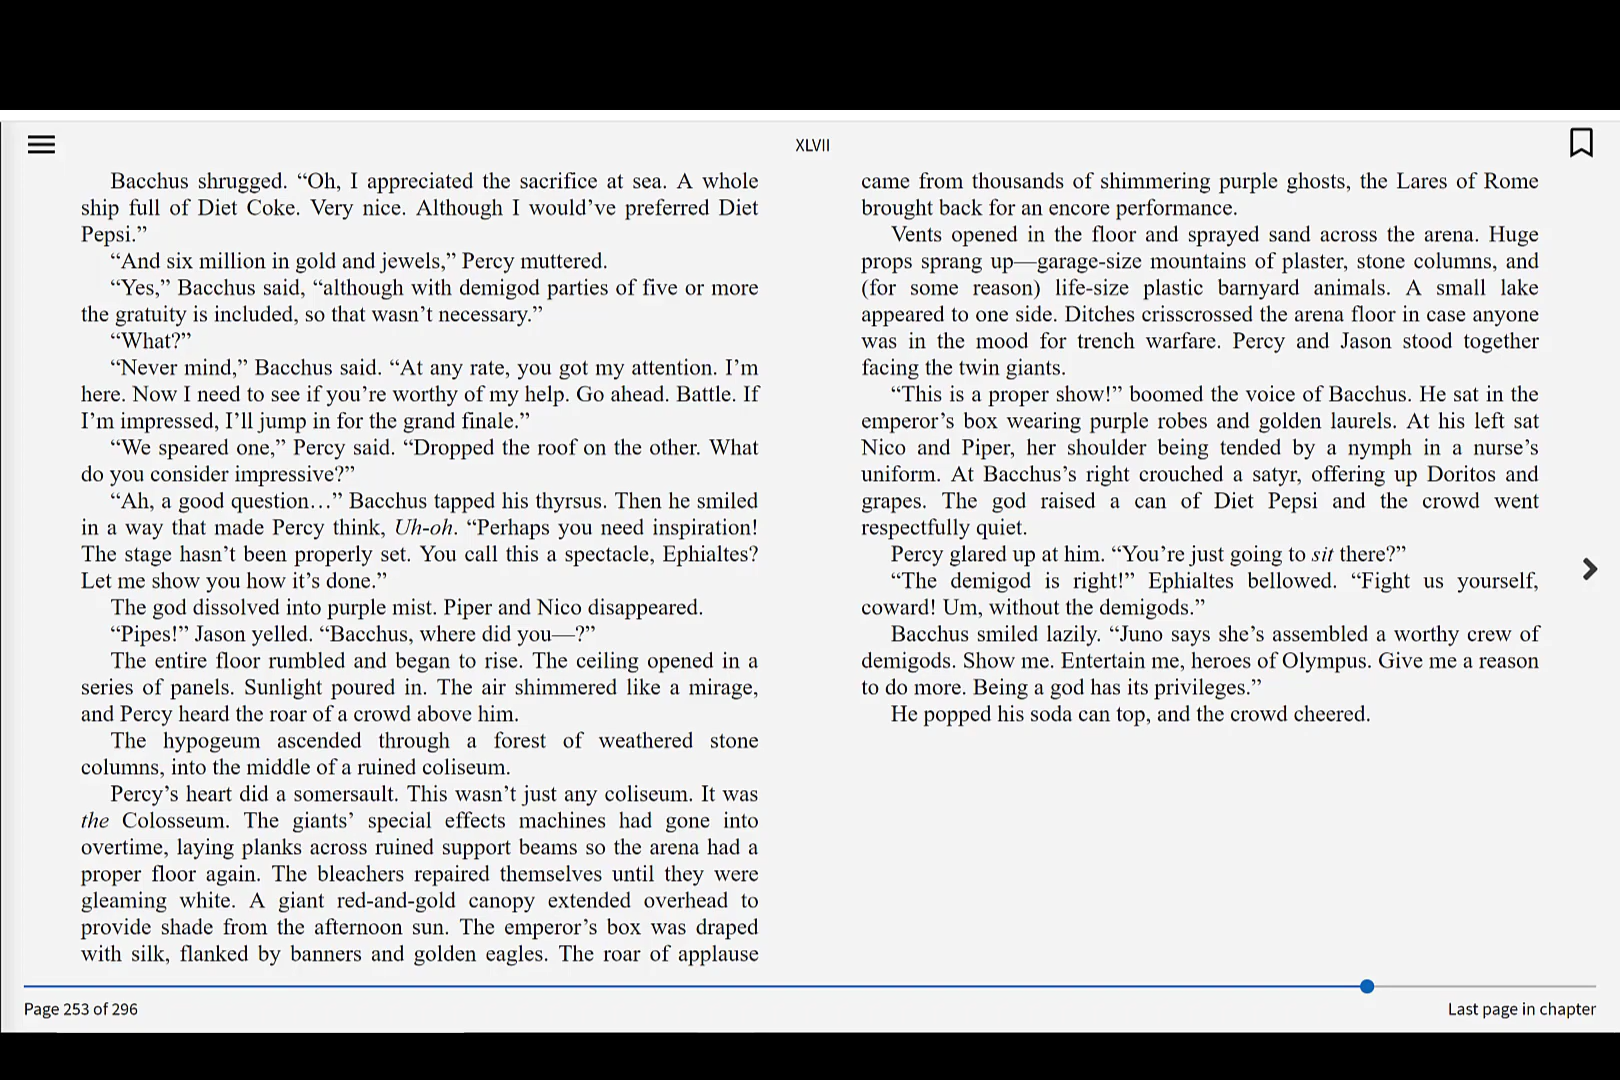 XLVII
Bacchus shrugged. “Oh, I appreciated the sacrifice at sea. A whole
ship full of Diet Coke. Very nice. Although I would’ve preferred Diet
Pepsi.”
“And six million in gold and jewels,” Percy muttered.
“Yes,” Bacchus said, “although with demigod parties of five or more
the gratuity is included, so that wasn’t necessary.”
“What?”
“Never mind,” Bacchus said. “At any rate, you got my attention. I’m
here. Now I need to see if you’re worthy of my help. Go ahead. Battle. If
I’m impressed, I’ll jump in for the grand finale.”
“We speared one,” Percy said. “Dropped the roof on the other. What
do you consider impressive?”
“Ah, a good question…” Bacchus tapped his thyrsus. Then he smiled
in a way that made Percy think, Uh-oh. “Perhaps you need inspiration!
The stage hasn’t been properly set. You call this a spectacle, Ephialtes?
Let me show you how it’s done.”
The god dissolved into purple mist. Piper and Nico disappeared.
“Pipes!” Jason yelled. “Bacchus, where did you—?”
The entire floor rumbled and began to rise. The ceiling opened in a
series of panels. Sunlight poured in. The air shimmered like a mirage,
and Percy heard the roar of a crowd above him.
The hypogeum ascended through a forest of weathered stone
columns, into the middle of a ruined coliseum.
Percy’s heart did a somersault. This wasn’t just any coliseum. It was
the Colosseum. The giants’ special effects machines had gone into
overtime, laying planks across ruined support beams so the arena had a
proper floor again. The bleachers repaired themselves until they were
gleaming white. A giant red-and-gold canopy extended overhead to
provide shade from the afternoon sun. The emperor’s box was draped
with silk, flanked by banners and golden eagles. The roar of applause
came from thousands of shimmering purple ghosts, the Lares of Rome
brought back for an encore performance.
Vents opened in the floor and sprayed sand across the arena. Huge
props sprang up—garage-size mountains of plaster, stone columns, and
(for some reason) life-size plastic barnyard animals. A small lake
appeared to one side. Ditches crisscrossed the arena floor in case anyone
was in the mood for trench warfare. Percy and Jason stood together
facing the twin giants.
“This is a proper show!” boomed the voice of Bacchus. He sat in the
emperor’s box wearing purple robes and golden laurels. At his left sat
Nico and Piper, her shoulder being tended by a nymph in a nurse’s
uniform. At Bacchus’s right crouched a satyr, offering up Doritos and
grapes. The god raised a can of Diet Pepsi and the crowd went
respectfully quiet.
Percy glared up at him. “You’re just going to sit there?”
“The demigod is right!” Ephialtes bellowed. “Fight us yourself,
coward! Um, without the demigods.”
Bacchus smiled lazily. “Juno says she’s assembled a worthy crew of
demigods. Show me. Entertain me, heroes of Olympus. Give me a reason
to do more. Being a god has its privileges.”
He popped his soda can top, and the crowd cheered.
Page 253 of 296
Last page in chapter